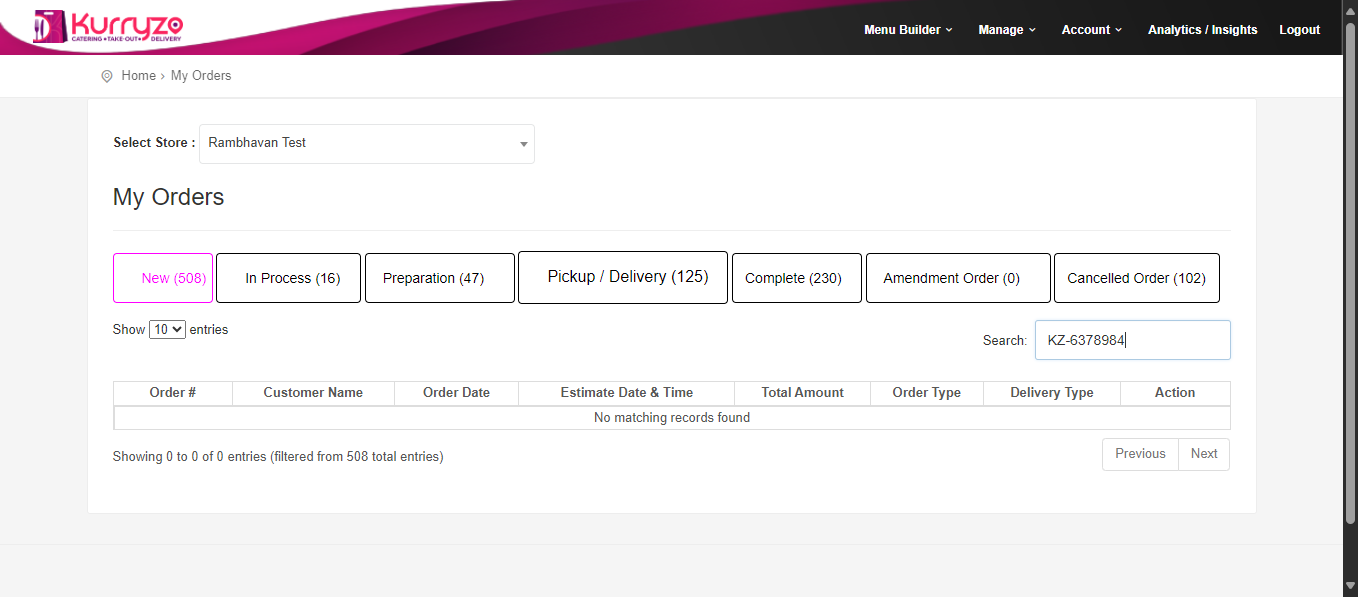 Kurryzo
CATERING • TAKE-OUT • DELIVERY
Menu Builder Manage Account Analytics / Insights Logout
Home › My Orders
Select Store : Rambhavan Test
My Orders
New (508) In Process (16) Preparation (47) Pickup / Delivery (125) Complete (230) Amendment Order (0) Cancelled Order (102)
Show 10 entries
Search: KZ-6378984
Order # Customer Name Order Date Estimate Date & Time Total Amount Order Type Delivery Type Action
No matching records found
Showing 0 to 0 of 0 entries (filtered from 508 total entries)
Previous Next